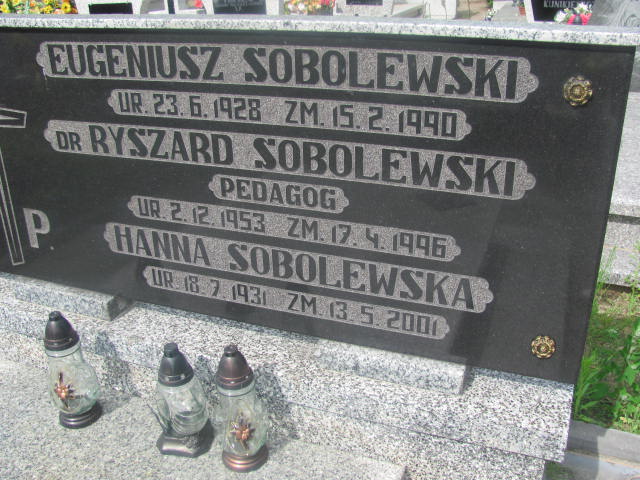 EUGENIUSZ SOBOLEWSKI
UR. 23.6.1928 ZM. 15.2.1990
DR RYSZARD SOBOLEWSKI
PEDAGOG
UR. 2.12.1953 ZM. 17.4.1996
P.
HANNA SOBOLEWSKA
UR. 18.7.1931 ZM. 13.5.2001